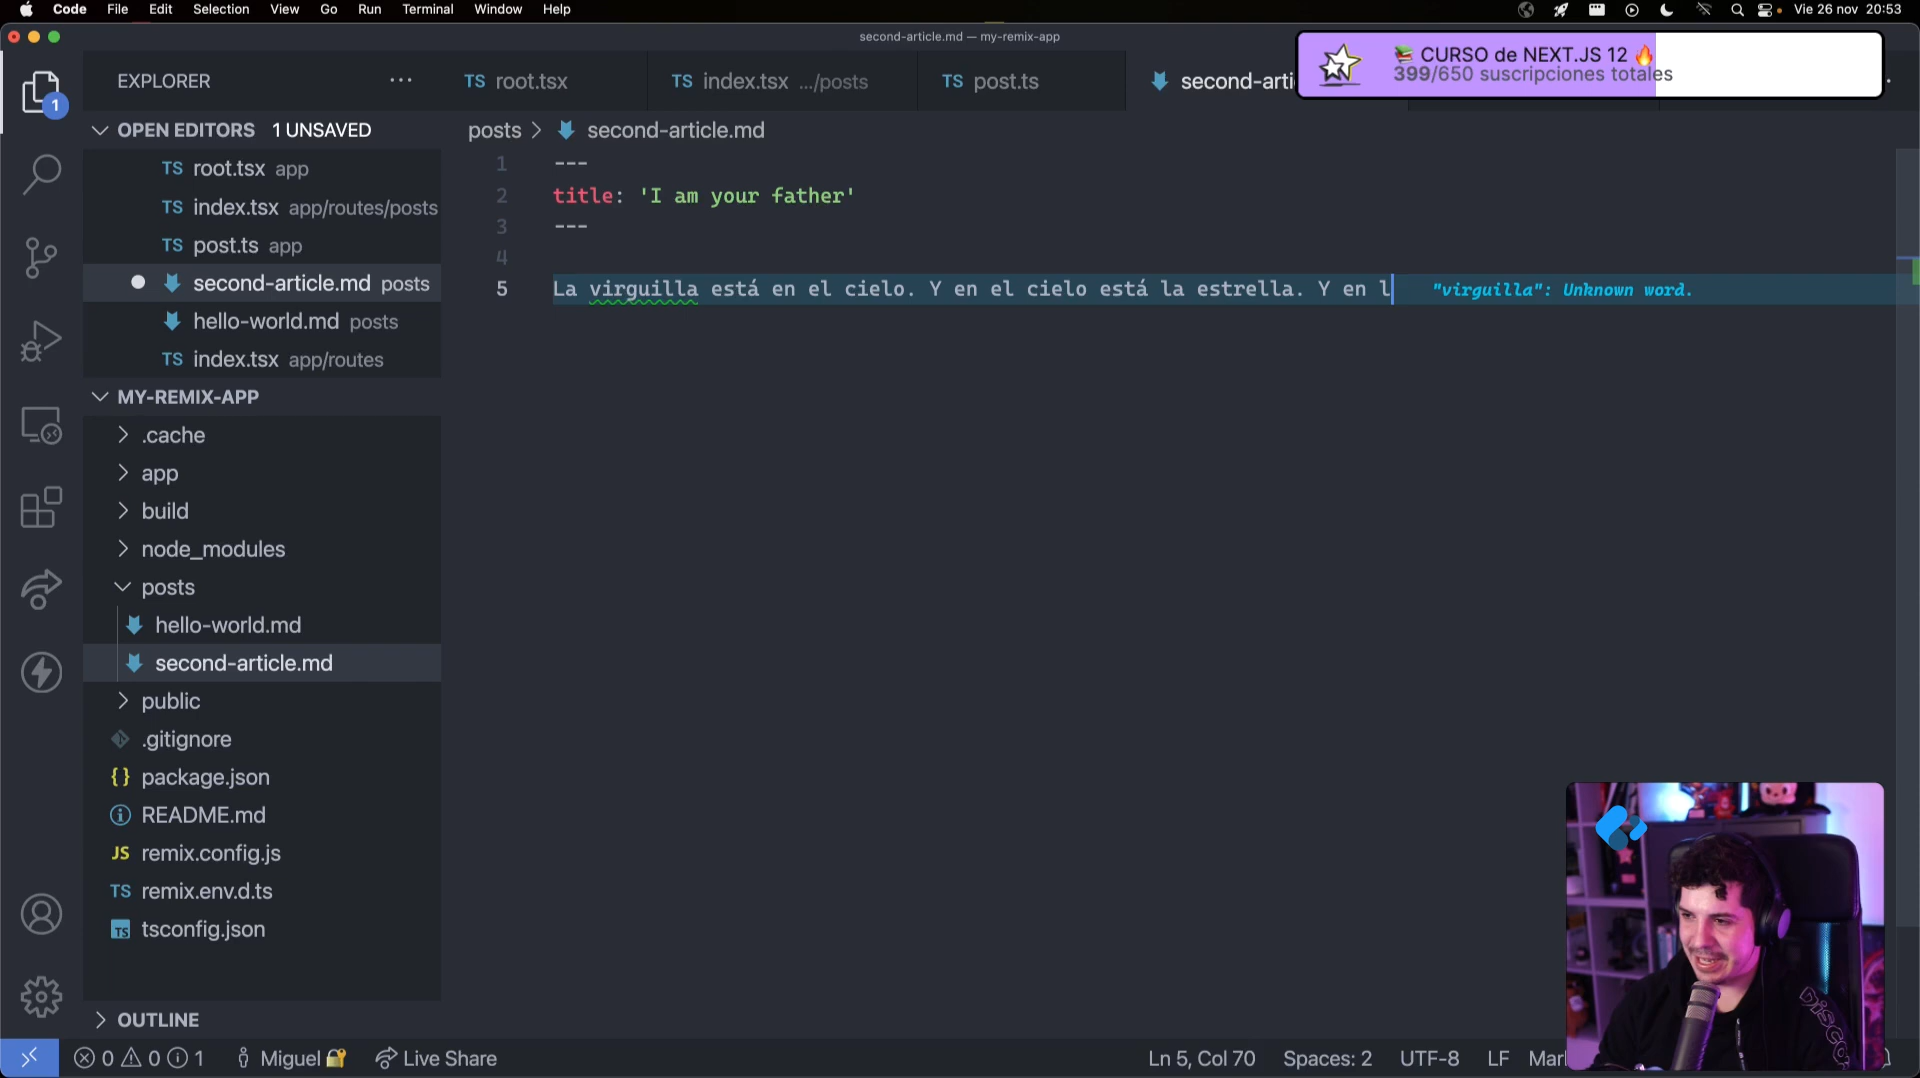 Code File Edit Selection View Go Run Terminal Window Help
Vie 26 nov 20:53
second-article.md — my-remix-app
CURSO de NEXT.JS 12
399/650 suscripciones totales
EXPLORER
TS root.tsx
TS index.tsx .../posts
TS post.ts
second-arti
1
OPEN EDITORS 1 UNSAVED
TS root.tsx app
TS index.tsx app/routes/posts
TS post.ts app
second-article.md posts
hello-world.md posts
TS index.tsx app/routes
posts > second-article.md
1 ---
2 title: 'I am your father'
3 ---
4
5 La virguilla está en el cielo. Y en el cielo está la estrella. Y en l "virguilla": Unknown word.
MY-REMIX-APP
.cache
app
build
node_modules
posts
hello-world.md
second-article.md
public
.gitignore
{} package.json
README.md
JS remix.config.js
TS remix.env.d.ts
TS tsconfig.json
OUTLINE
0 0 1 Miguel Live Share
Ln 5, Col 70 Spaces: 2 UTF-8 LF Mar